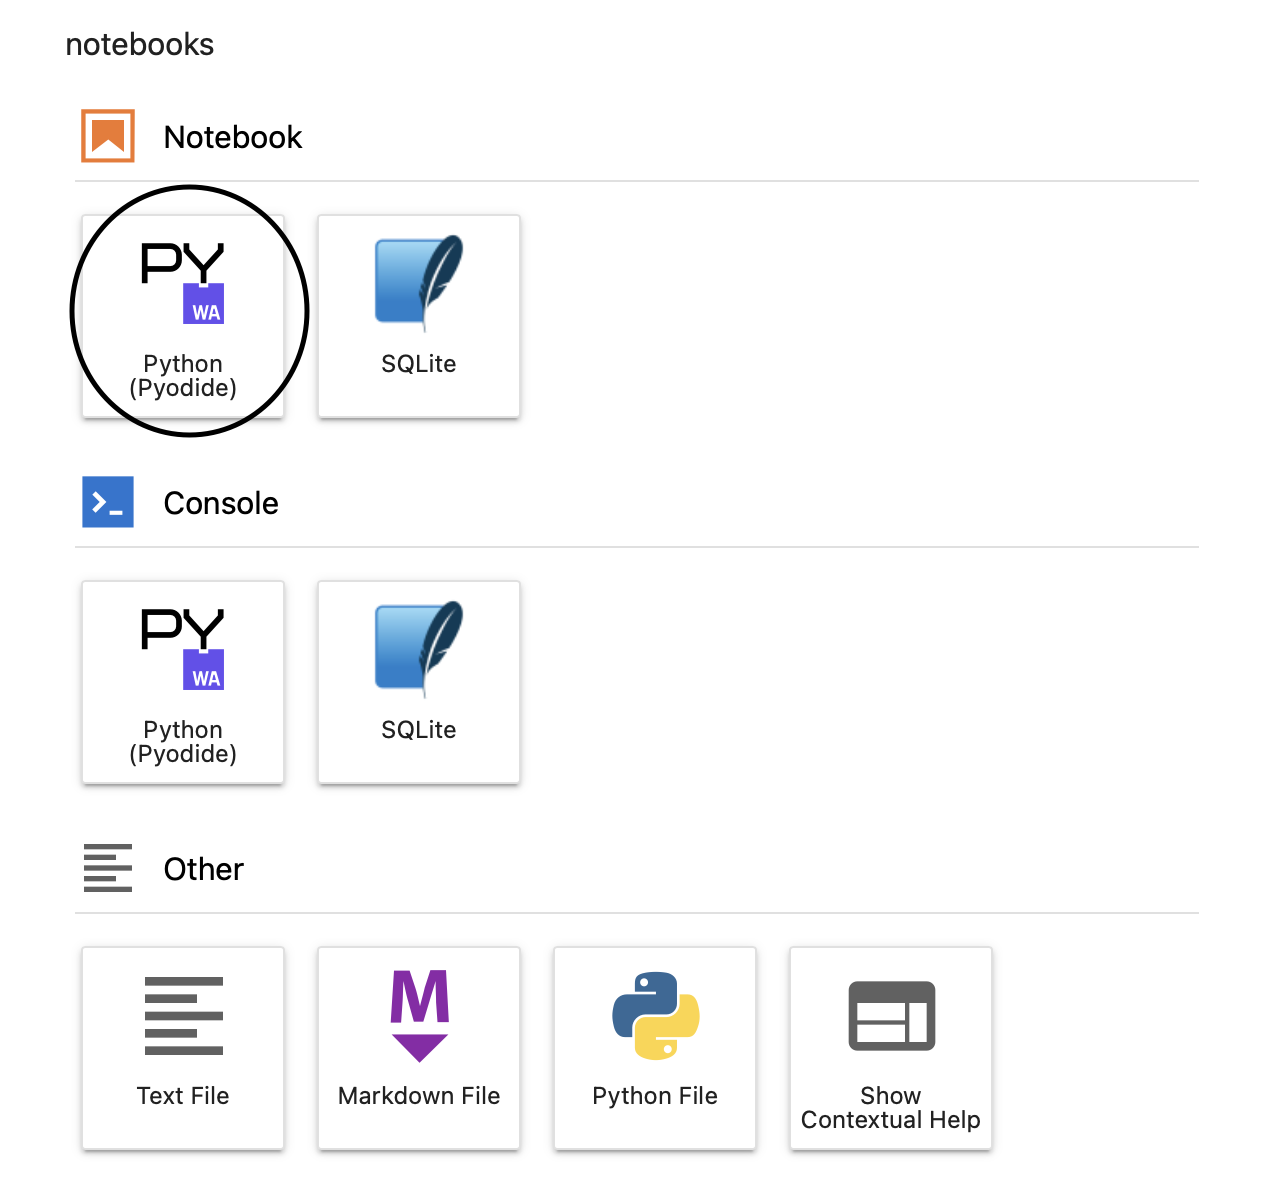 notebooks
Notebook
PY
WA
Python
(Pyodide)
SQLite
Console
PY
WA
Python
(Pyodide)
SQLite
Other
Text File
M
Markdown File
Python File
Show
Contextual Help